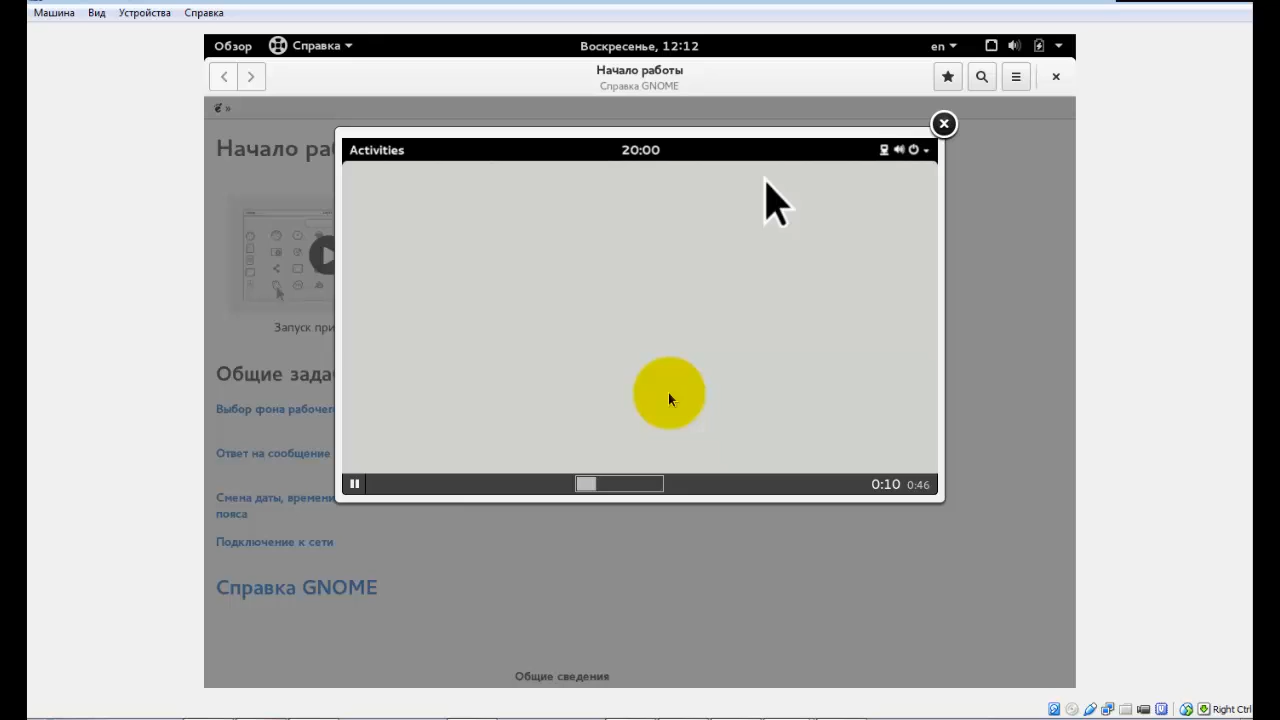 Машина Вид Устройства Справка
Обзор Справка Воскресенье, 12:12 en
Начало работы
Справка GNOME
»
Начало ра
Activities 20:00
Запуск при
Общие зада
Выбор фона рабочег
Ответ на сообщение
Смена даты, времени
пояса
Подключение к сети
0:10 0:46
Справка GNOME
Общие сведения
Right Ctrl